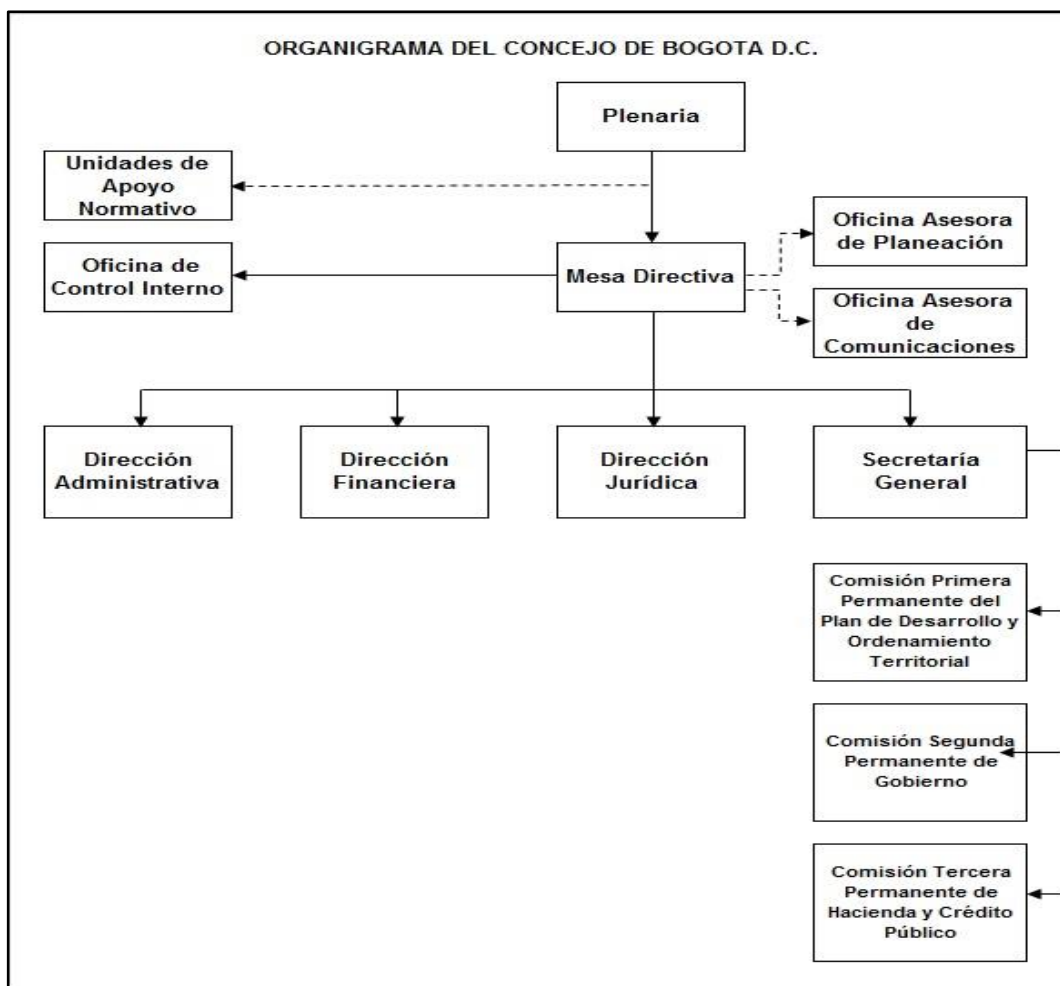 ORGANIGRAMA DEL CONCEJO DE BOGOTA D.C.
Plenaria
Unidades de
Apoyo
Normativo
Oficina Asesora
de Planeación
Oficina de
Control Interno
Mesa Directiva
Oficina Asesora
de
Comunicaciones
Dirección
Administrativa
Dirección
Financiera
Dirección
Jurídica
Secretaría
General
Comisión Primera
Permanente del
Plan de Desarrollo y
Ordenamiento
Territorial
Comisión Segunda
Permanente de
Gobierno
Comisión Tercera
Permanente de
Hacienda y Crédito
Público